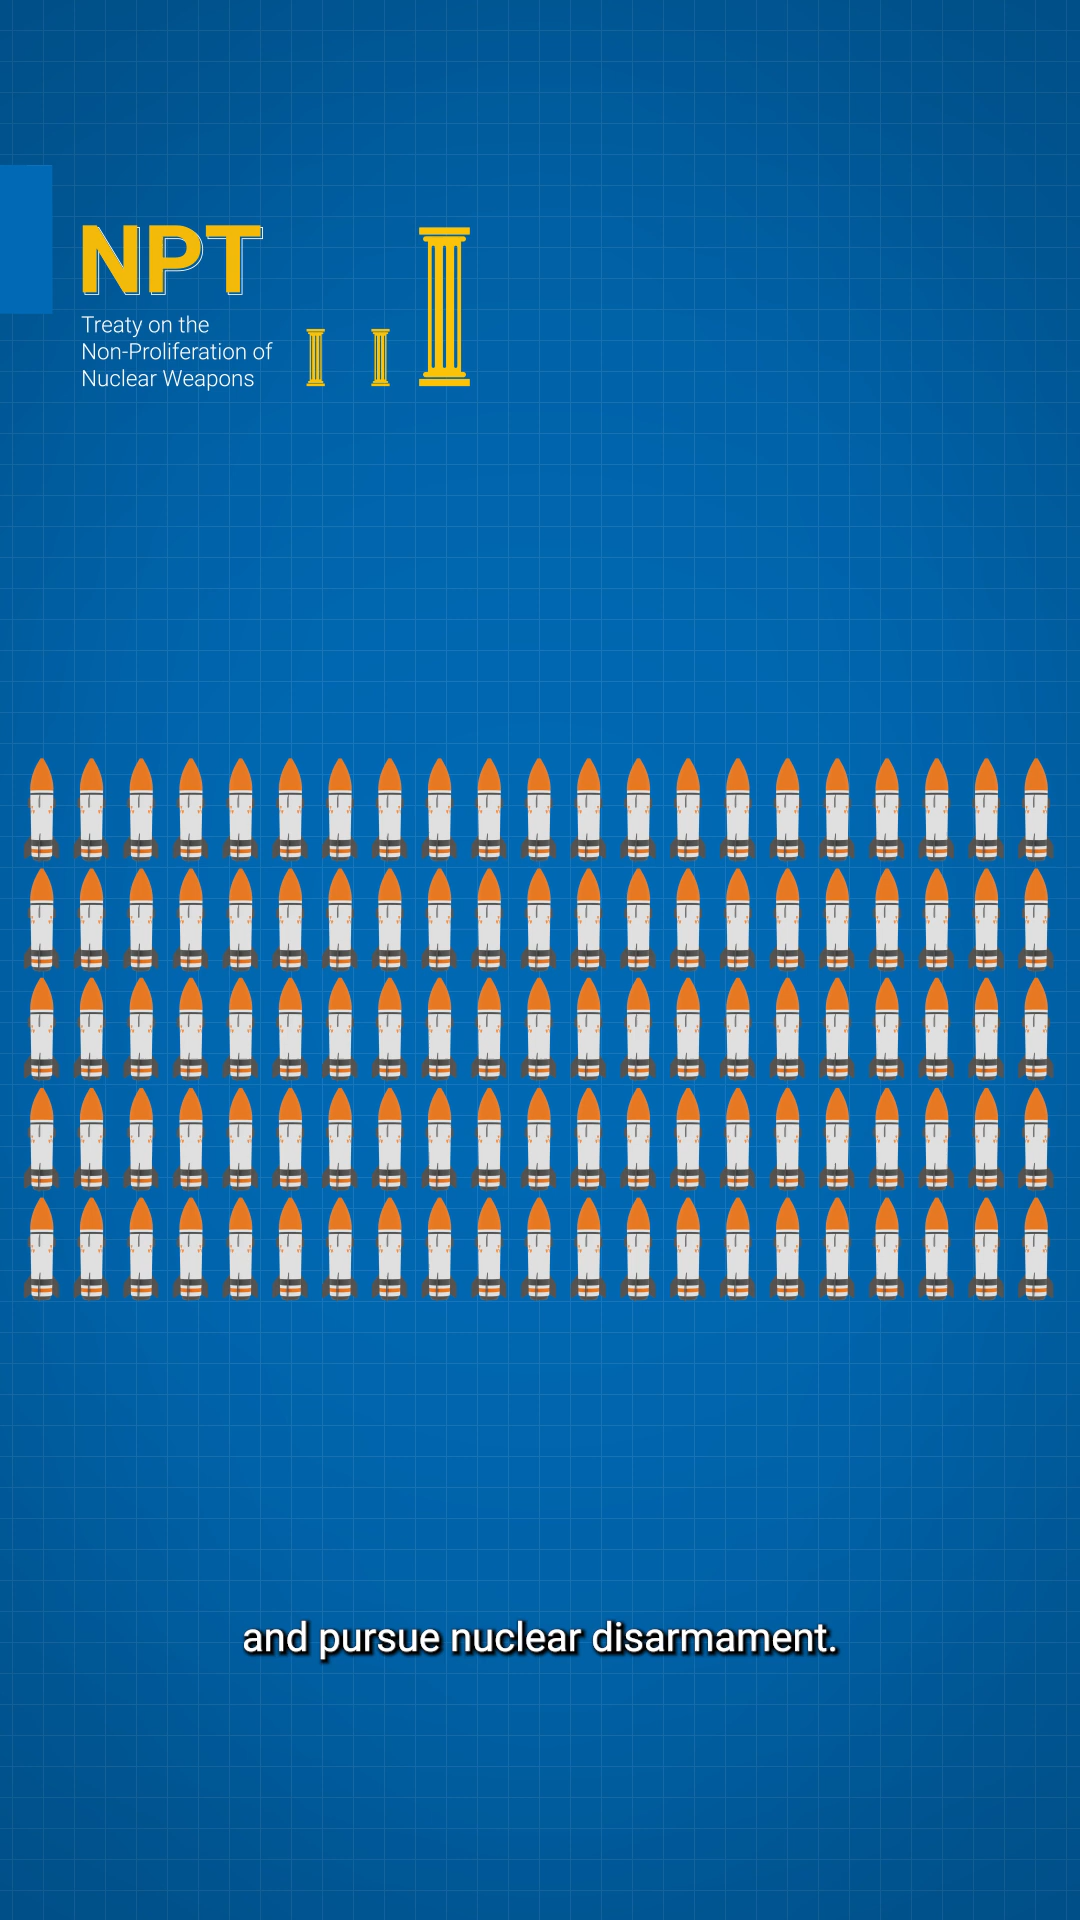 NPT
Treaty on the
Non-Proliferation of
Nuclear Weapons
and pursue nuclear disarmament.